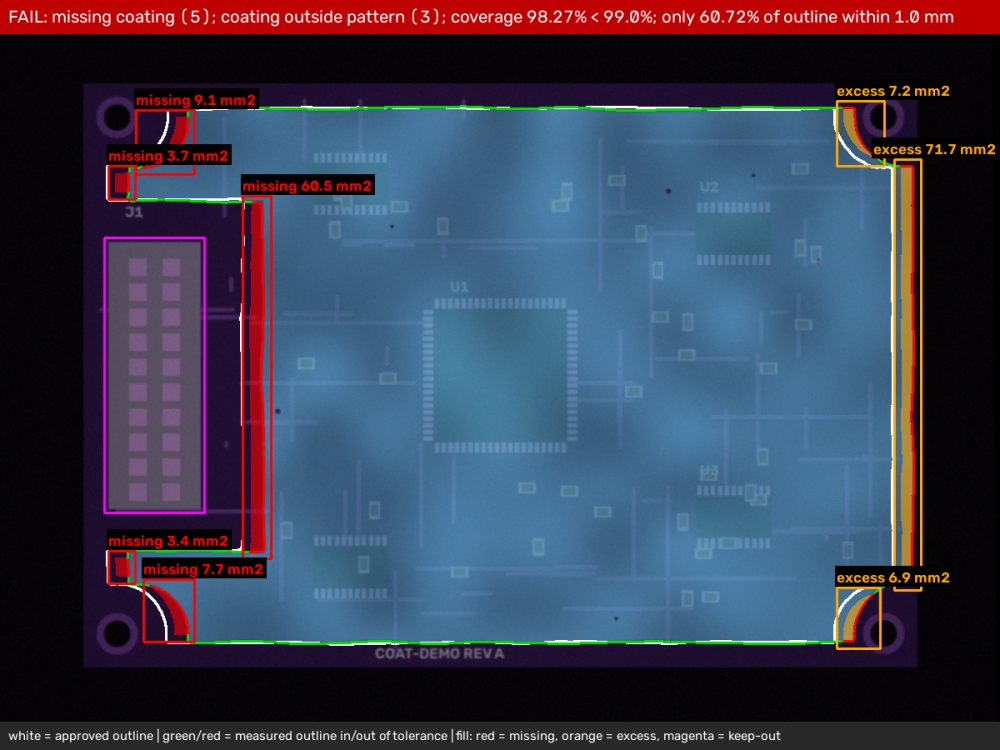 FAIL: missing coating (5); coating outside pattern (3); coverage 98.27% < 99.0%; only 60.72% of outline within 1.0 mm
missing 9.1 mm2
excess 7.2 mm2
missing 3.7 mm2
excess 71.7 mm2
missing 60.5 mm2
U2
J1
U1
U3
missing 3.4 mm2
missing 7.7 mm2
excess 6.9 mm2
COAT-DEMO REV A
white = approved outline | green/red = measured outline in/out of tolerance | fill: red = missing, orange = excess, magenta = keep-out